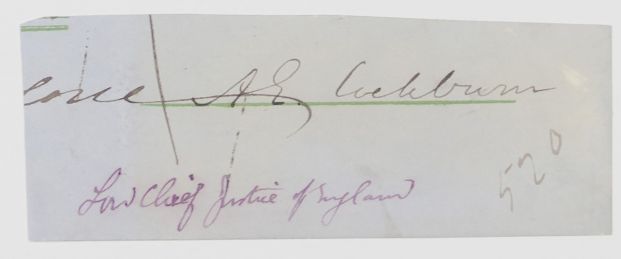 A E Cockburn
Lord Chief Justice of England
520